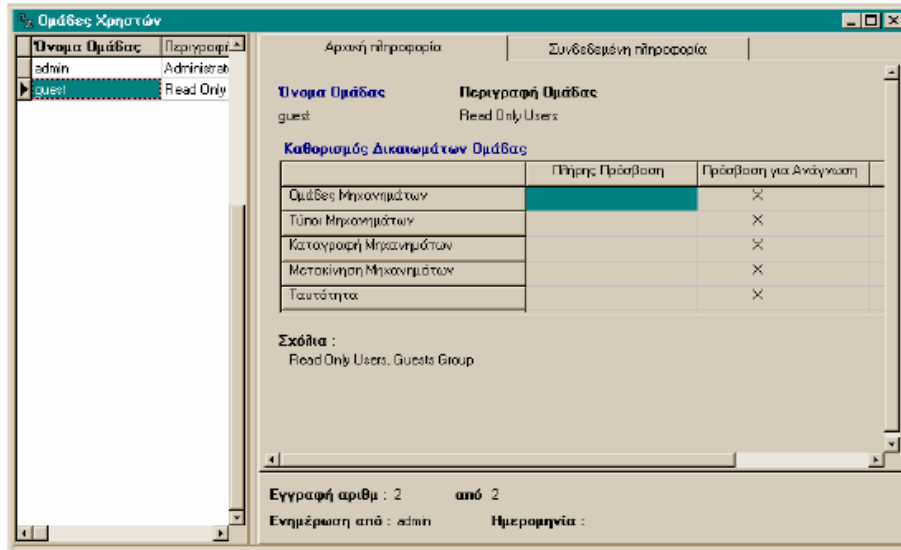 Ομάδες Χρηστών
Όνομα Ομάδας Περιγραφή
admin Administrat
guest Read Only
Αρχική πληροφορία Συνδεδεμένη πληροφορία
Όνομα Ομάδας Περιγραφή Ομάδας
guest Read Only Users
Καθορισμός Δικαιωμάτων Ομάδας
Πλήρης Πρόσβαση Πρόσβαση για Ανάγνωση
Ομάδες Μηχανημάτων X
Τύποι Μηχανημάτων X
Καταγραφή Μηχανημάτων X
Μετακίνηση Μηχανημάτων X
Ταυτότητα X
Σχόλια :
Read Only Users, Guests Group
Εγγραφή αριθμ : 2 από 2
Ενημέρωση από : admin Ημερομηνία :